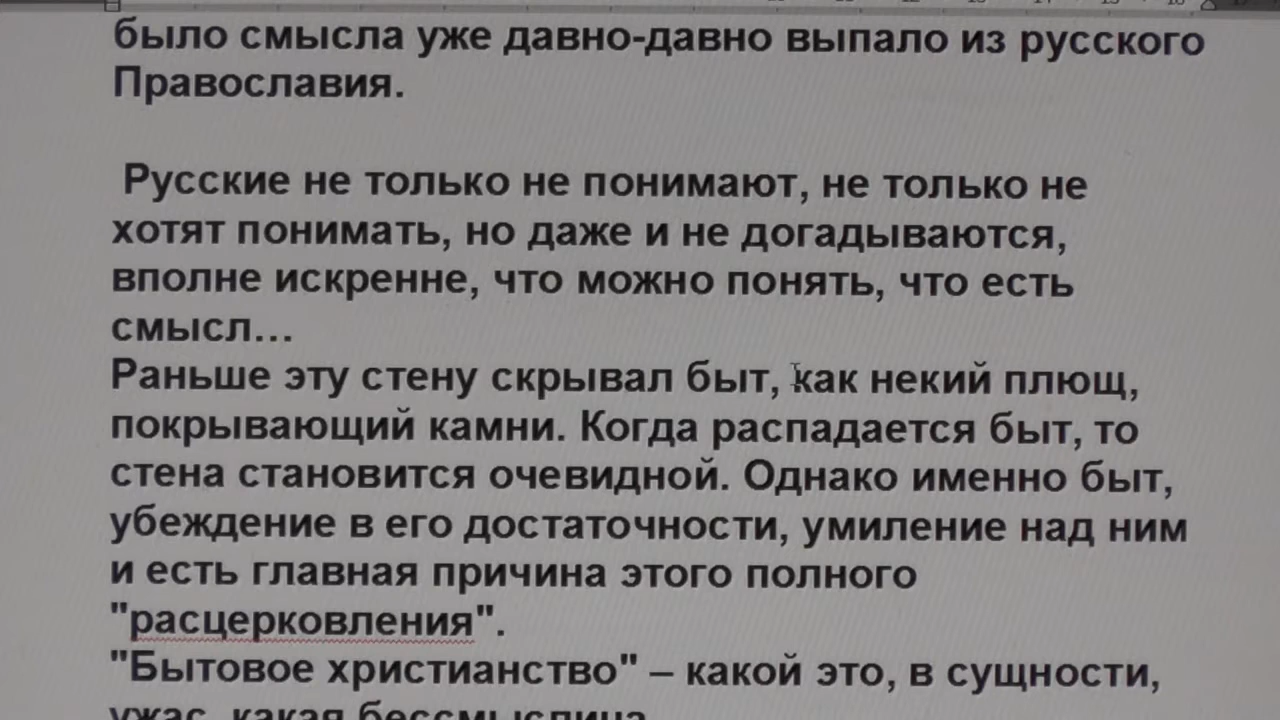 было смысла уже давно-давно выпало из русского
Православия.
Русские не только не понимают, не только не
хотят понимать, но даже и не догадываются,
вполне искренне, что можно понять, что есть
смысл...
Раньше эту стену скрывал быт, как некий плющ,
покрывающий камни. Когда распадается быт, то
стена становится очевидной. Однако именно быт,
убеждение в его достаточности, умиление над ним
и есть главная причина этого полного
"расцерковления".
"Бытовое христианство" – какой это, в сущности,
ужас, какая бессмыслица